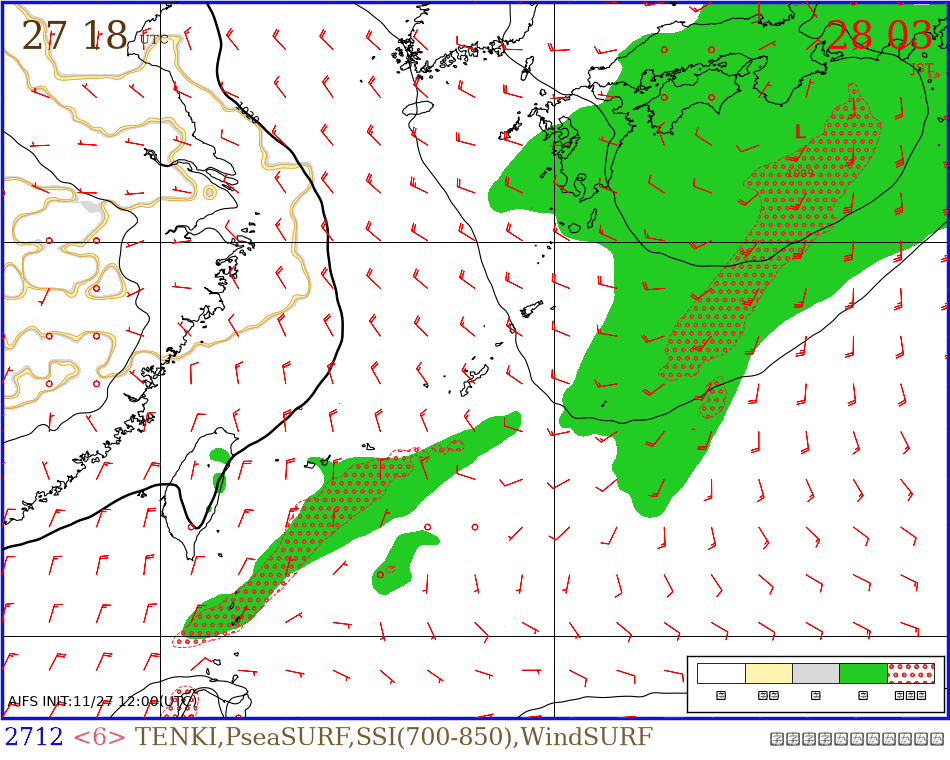 27 18 UTC
28 03
JST
1020
L
1009
AIFS INIT:11/27 12:00(UTC)
2712 <6> TENKI,PseaSURF,SSI(700-850),WindSURF